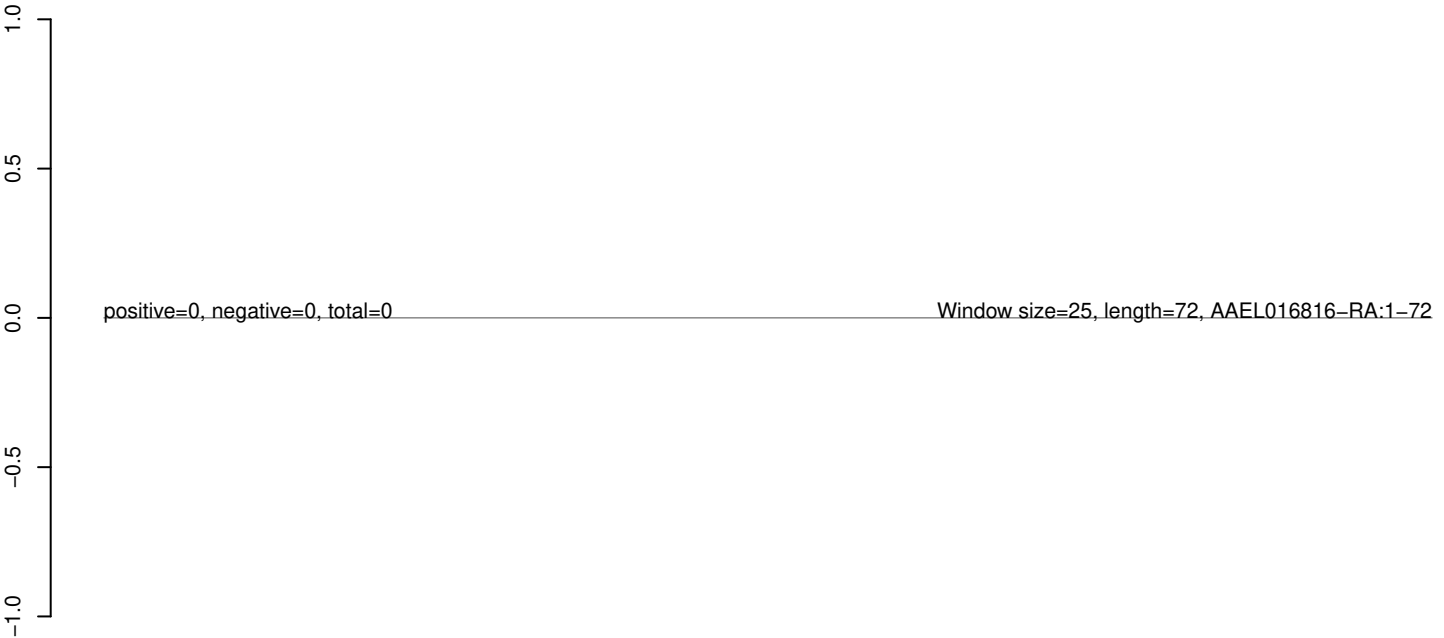 1.0
0.5
0.0
−0.5
−1.0
positive=0, negative=0, total=0
Window size=25, length=72, AAEL016816−RA:1−72